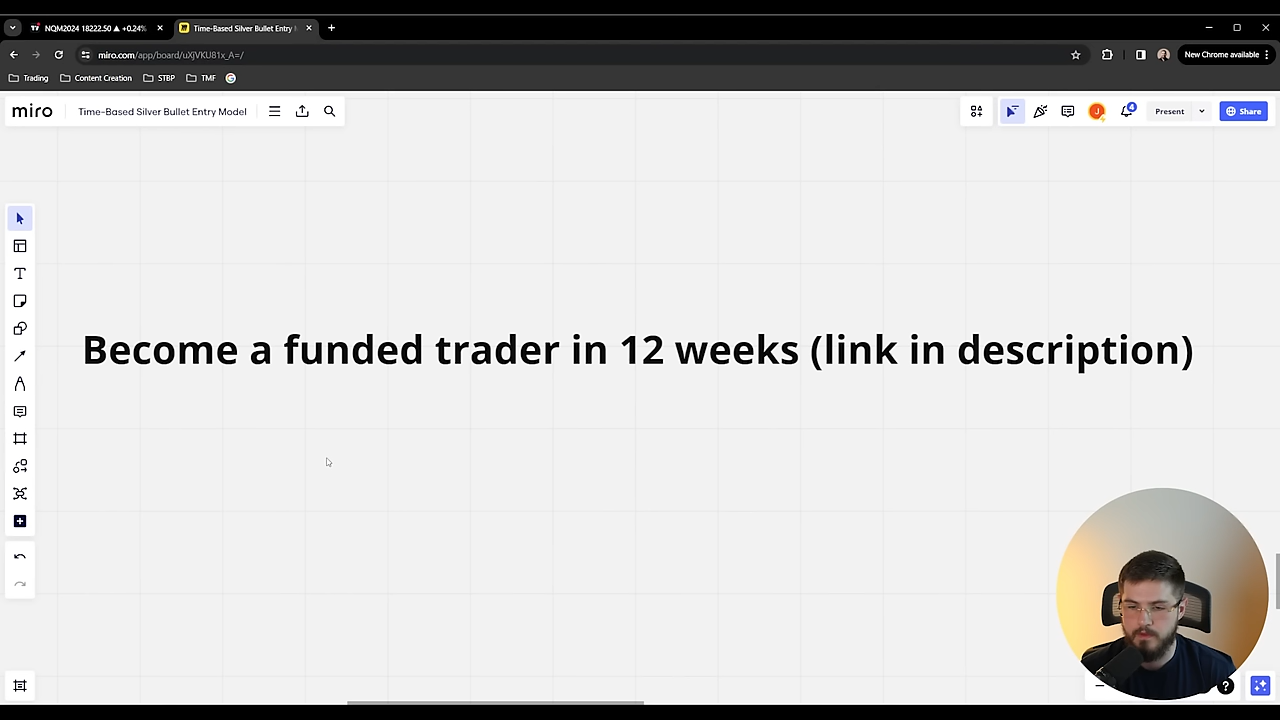 NQM2024 18222.50 ▲ +0.24%
Time-Based Silver Bullet Entry
miro.com/app/board/uXjVKU81x_A=/
New Chrome available
Trading
Content Creation
STBP
TMF
miro
Time-Based Silver Bullet Entry Model
4
J
Present
Share
Become a funded trader in 12 weeks (link in description)